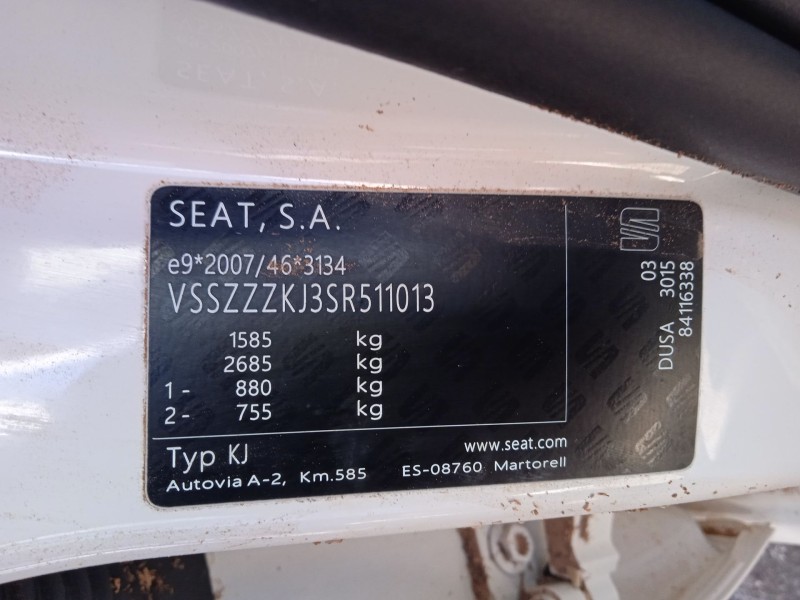 SEAT, S.A.
e9*2007/46*3134
VSSZZZKJ3SR511013
1585 kg
2685 kg
1- 880 kg
2- 755 kg
Typ KJ
www.seat.com
Autovia A-2, Km.585 ES-08760 Martorell
03
DUSA 3015
84116338